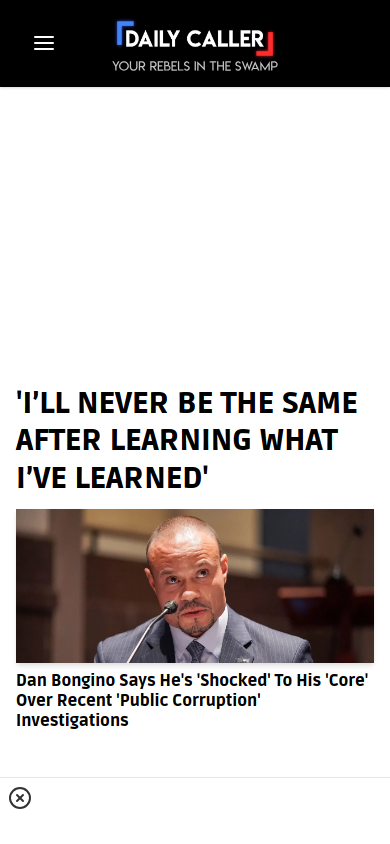 DAILY CALLER
YOUR REBELS IN THE SWAMP
'I’LL NEVER BE THE SAME
AFTER LEARNING WHAT
I’VE LEARNED'
Dan Bongino Says He's 'Shocked' To His 'Core'
Over Recent 'Public Corruption'
Investigations